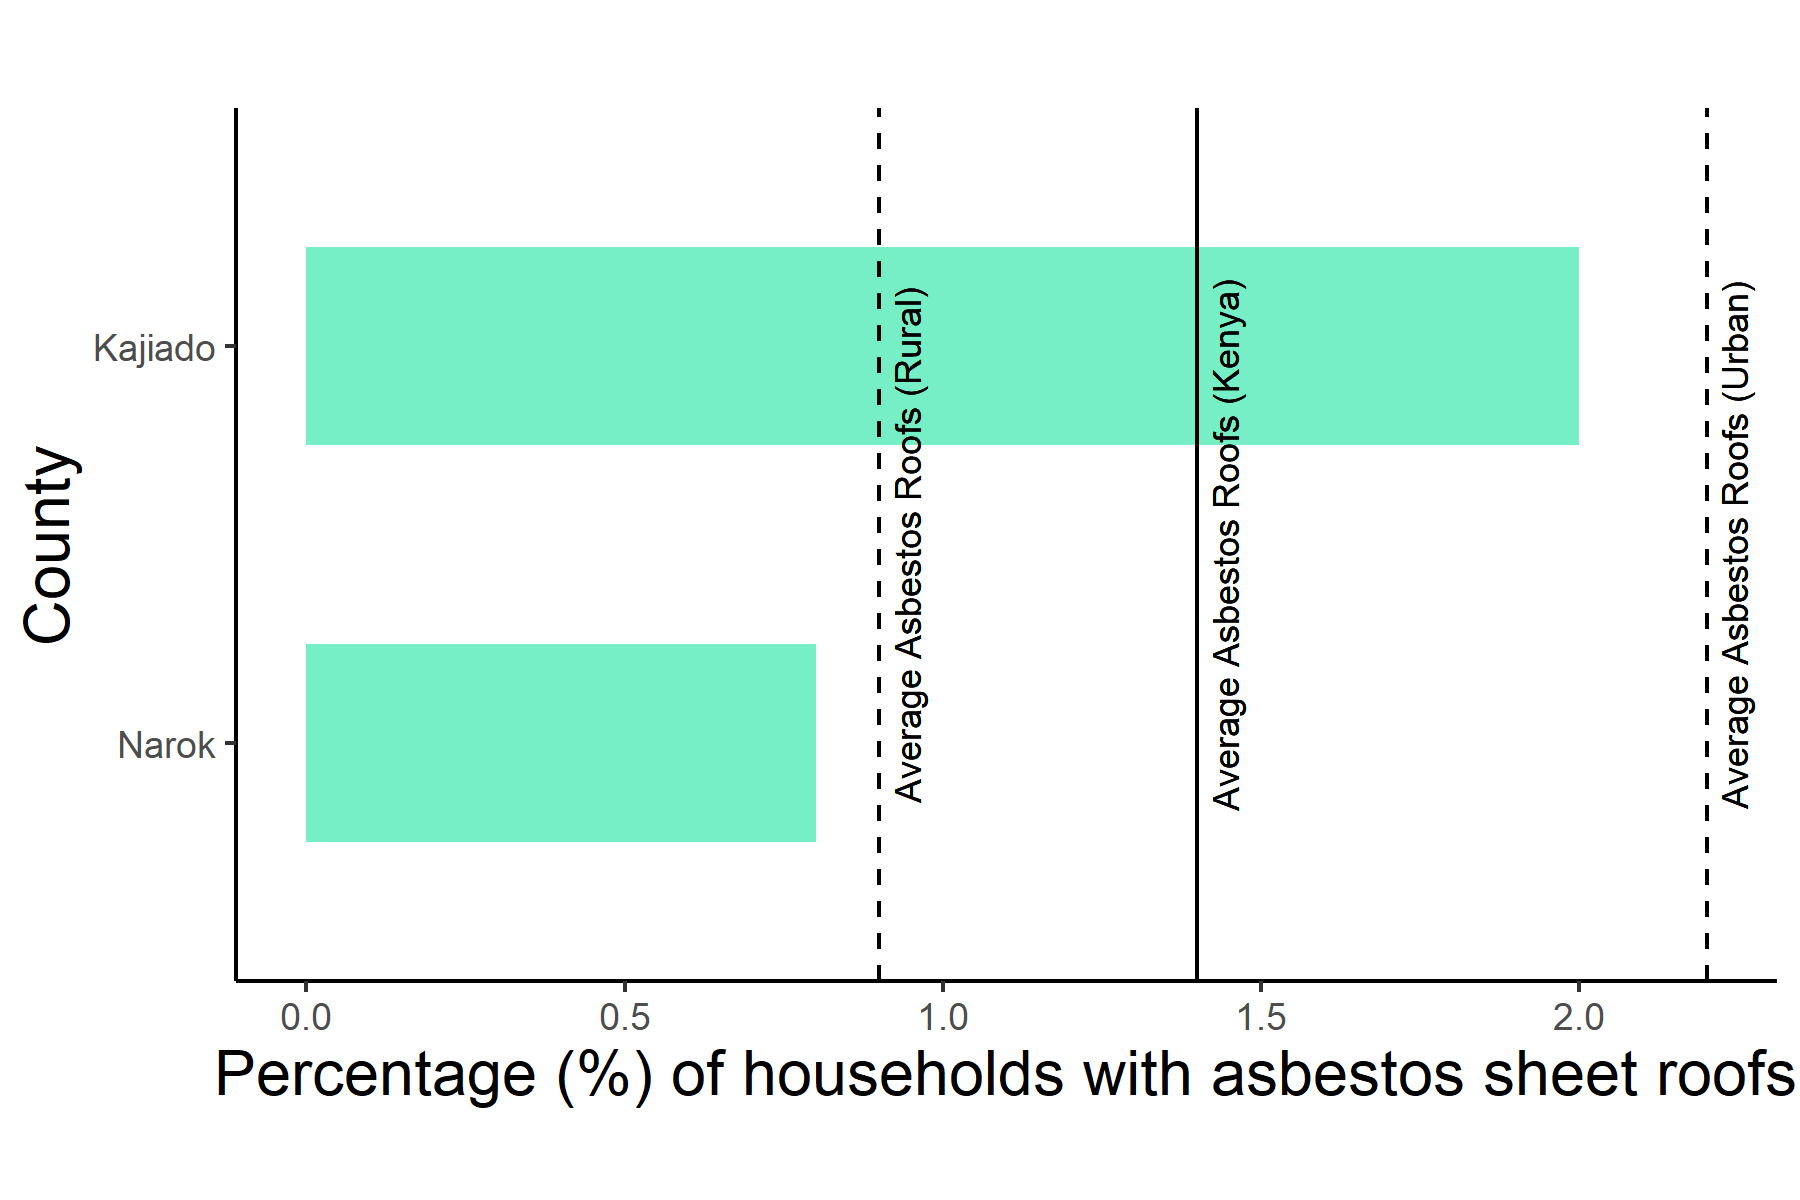 County
Kajiado
Narok
Average Asbestos Roofs (Rural)
Average Asbestos Roofs (Kenya)
Average Asbestos Roofs (Urban)
0.0 0.5 1.0 1.5 2.0
Percentage (%) of households with asbestos sheet roofs